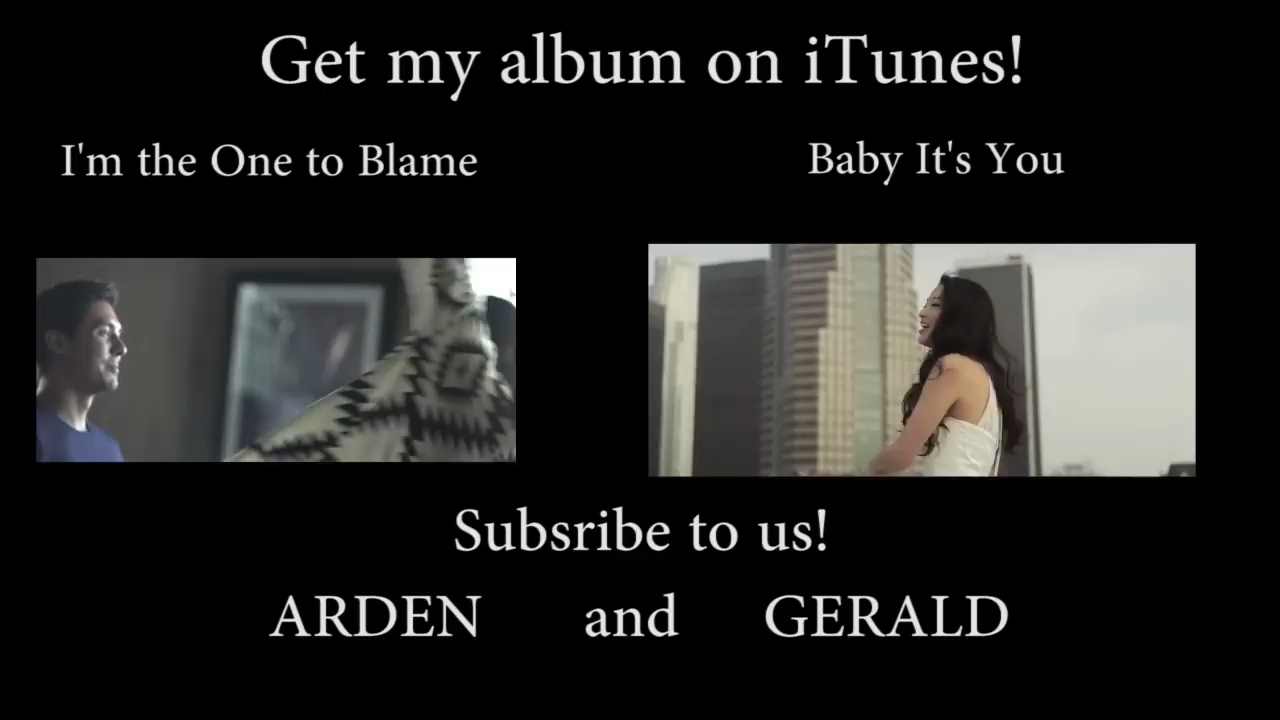 Get my album on iTunes!
I'm the One to Blame
Baby It's You
Subsribe to us!
ARDEN and GERALD